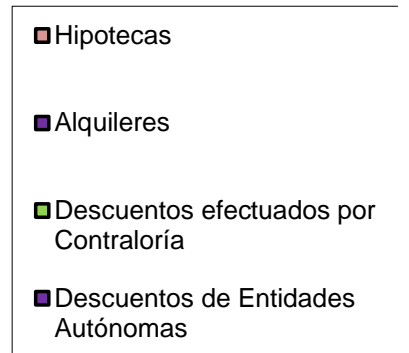 Hipotecas
Alquileres
Descuentos efectuados por
Contraloría
Descuentos de Entidades
Autónomas